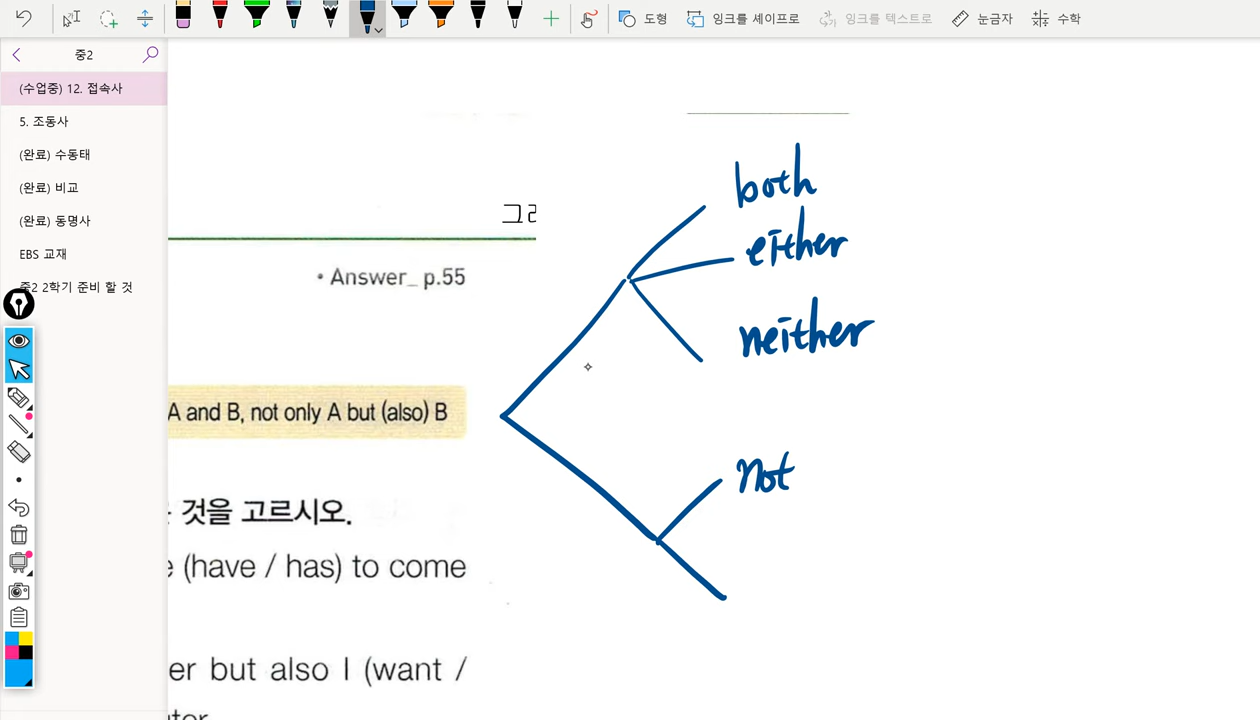 도형
잉크를 셰이프로
잉크를 텍스트로
눈금자
수학
중2
(수업중) 12. 접속사
5. 조동사
(완료) 수동태
(완료) 비교
(완료) 동명사
EBS 교재
중2 2학기 준비 할 것
• Answer_ p.55
A and B, not only A but (also) B
것을 고르시오.
e (have / has) to come
er but also I (want /
both
either
neither
not